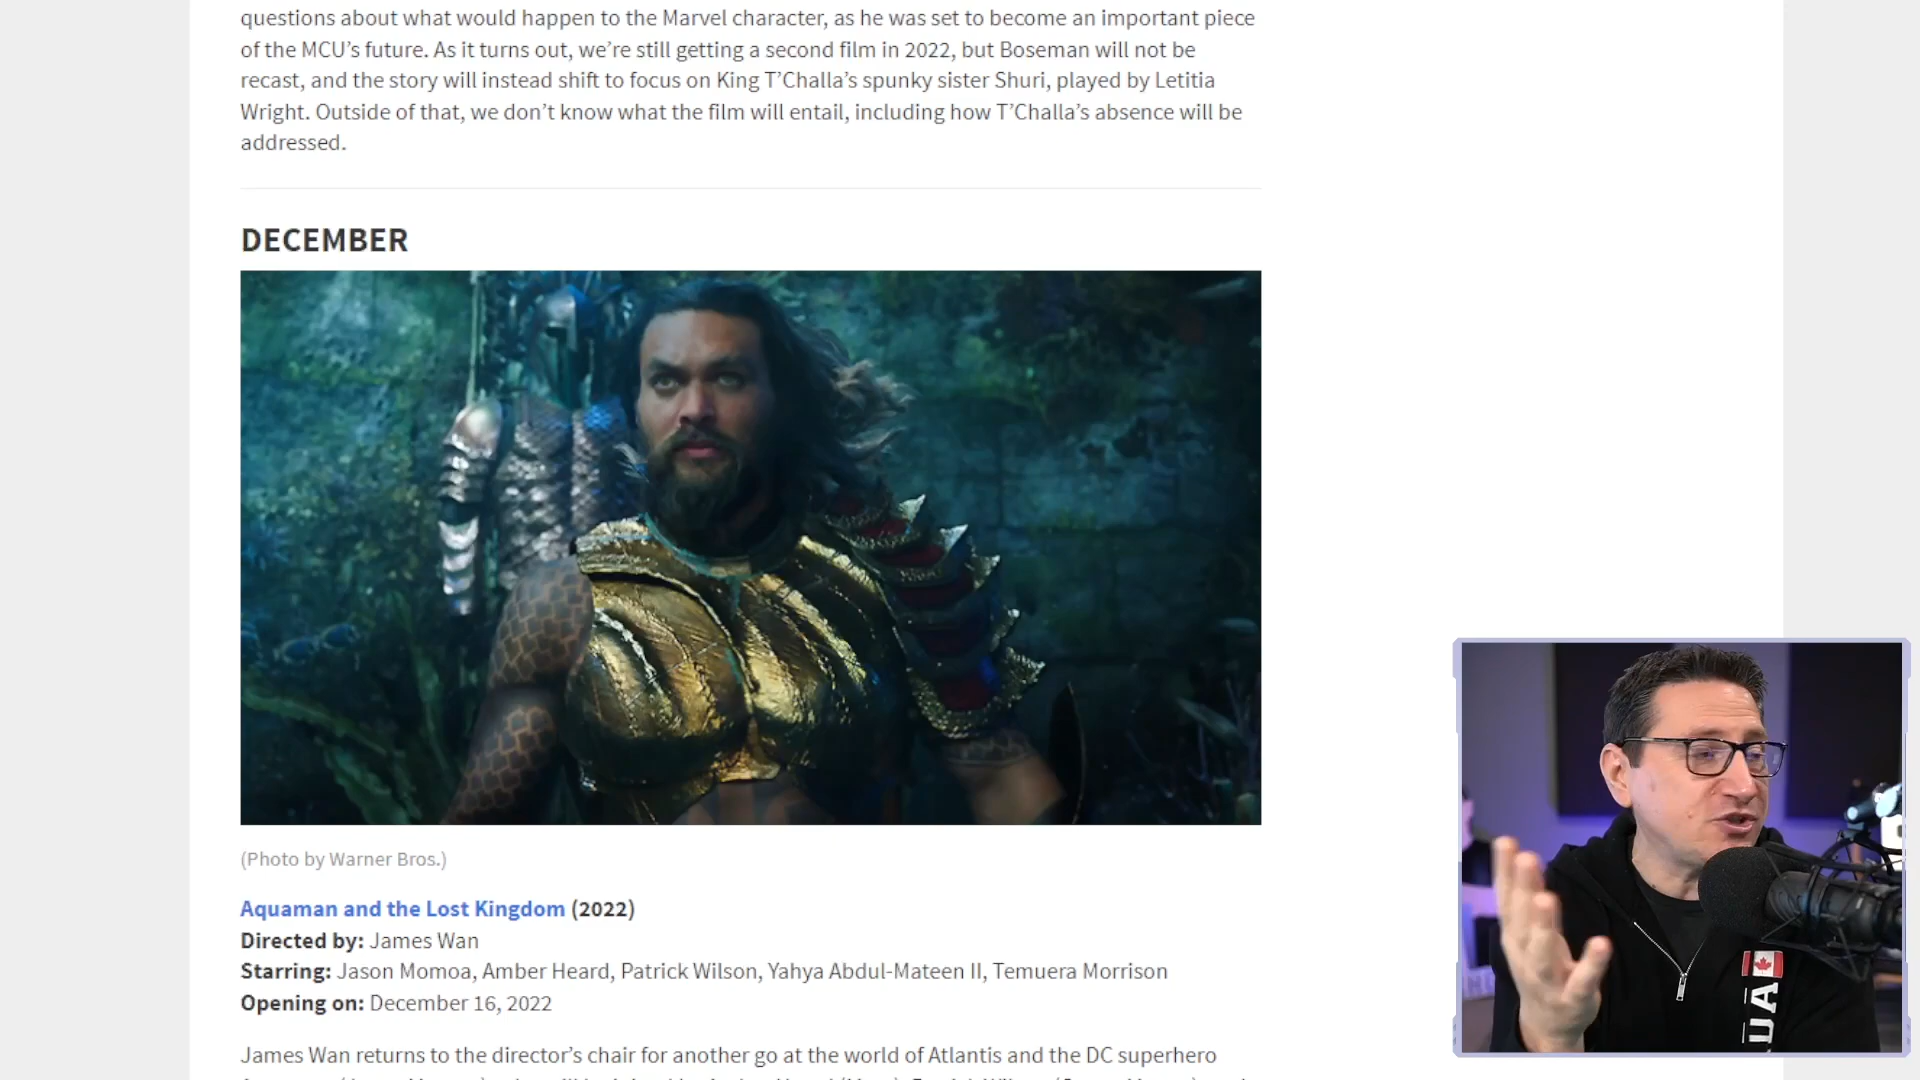 questions about what would happen to the Marvel character, as he was set to become an important piece
of the MCU’s future. As it turns out, we’re still getting a second film in 2022, but Boseman will not be
recast, and the story will instead shift to focus on King T’Challa’s spunky sister Shuri, played by Letitia
Wright. Outside of that, we don’t know what the film will entail, including how T’Challa’s absence will be
addressed.
DECEMBER
(Photo by Warner Bros.)
Aquaman and the Lost Kingdom (2022)
Directed by: James Wan
Starring: Jason Momoa, Amber Heard, Patrick Wilson, Yahya Abdul-Mateen II, Temuera Morrison
Opening on: December 16, 2022
James Wan returns to the director’s chair for another go at the world of Atlantis and the DC superhero